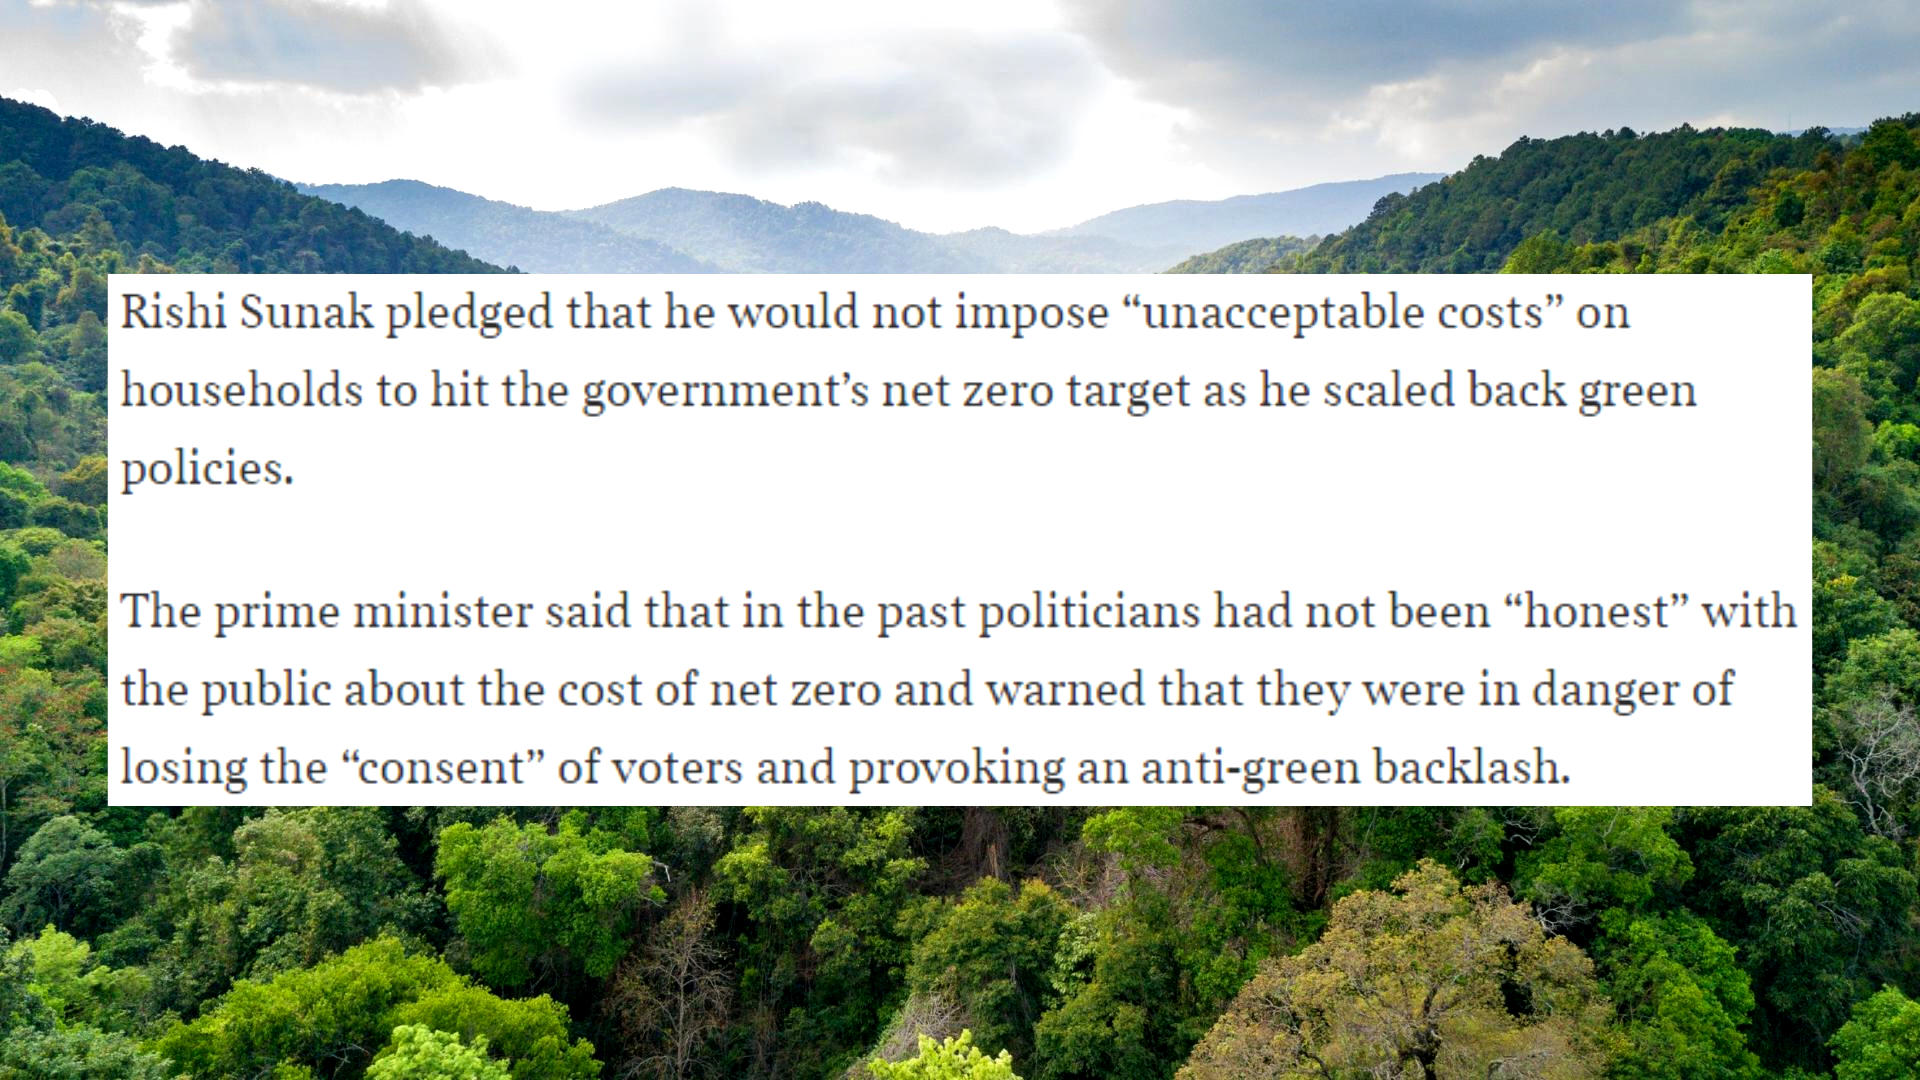 Rishi Sunak pledged that he would not impose “unacceptable costs” on
households to hit the government’s net zero target as he scaled back green
policies.
The prime minister said that in the past politicians had not been “honest” with
the public about the cost of net zero and warned that they were in danger of
losing the “consent” of voters and provoking an anti-green backlash.